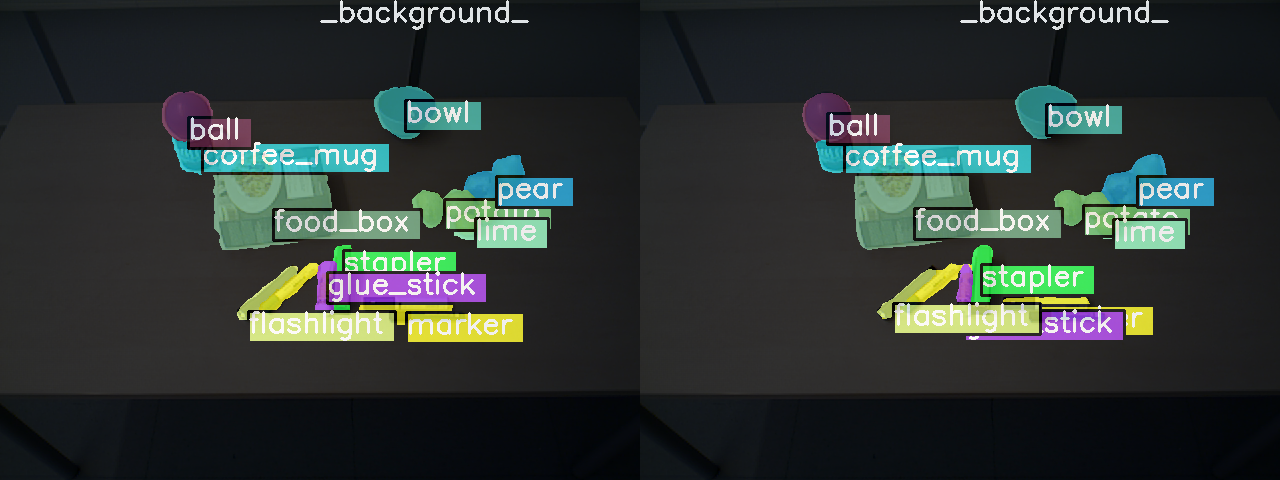 _background_
_background_
ball
bowl
ball
bowl
coffee_mug
coffee_mug
pear
pear
food_box
potato
lime
food_box
potato
lime
stapler
glue_stick
stapler
flashlight
marker
flashlight
stick